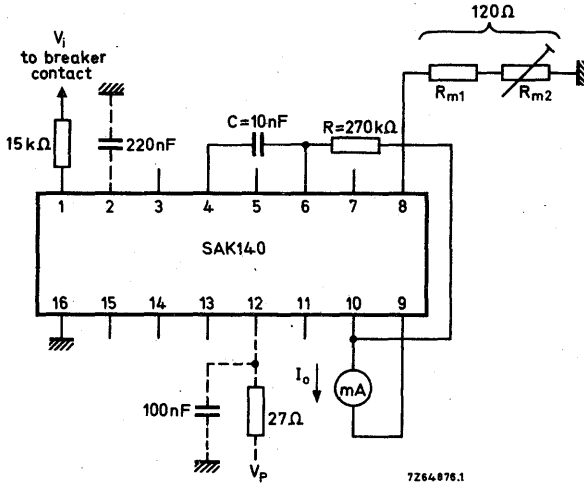 120Ω
Vi
to breaker
contact
Rm1
Rm2
15kΩ
220nF
C=10nF
R=270kΩ
1 2 3 4 5 6 7 8
SAK140
16 15 14 13 12 11 10 9
Io
mA
100nF
27Ω
VP
7Z64876.1